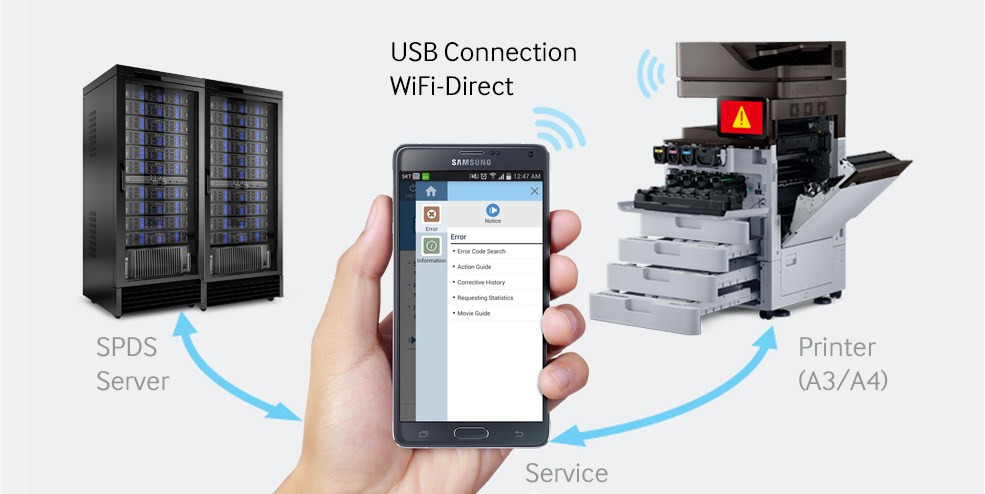 USB Connection
WiFi-Direct
SAMSUNG
SKT 12:47 AM
Error
Notice
Information
Error
• Error Code Search
• Action Guide
• Corrective History
• Requesting Statistics
• Movie Guide
SPDS
Server
Printer
(A3/A4)
Service